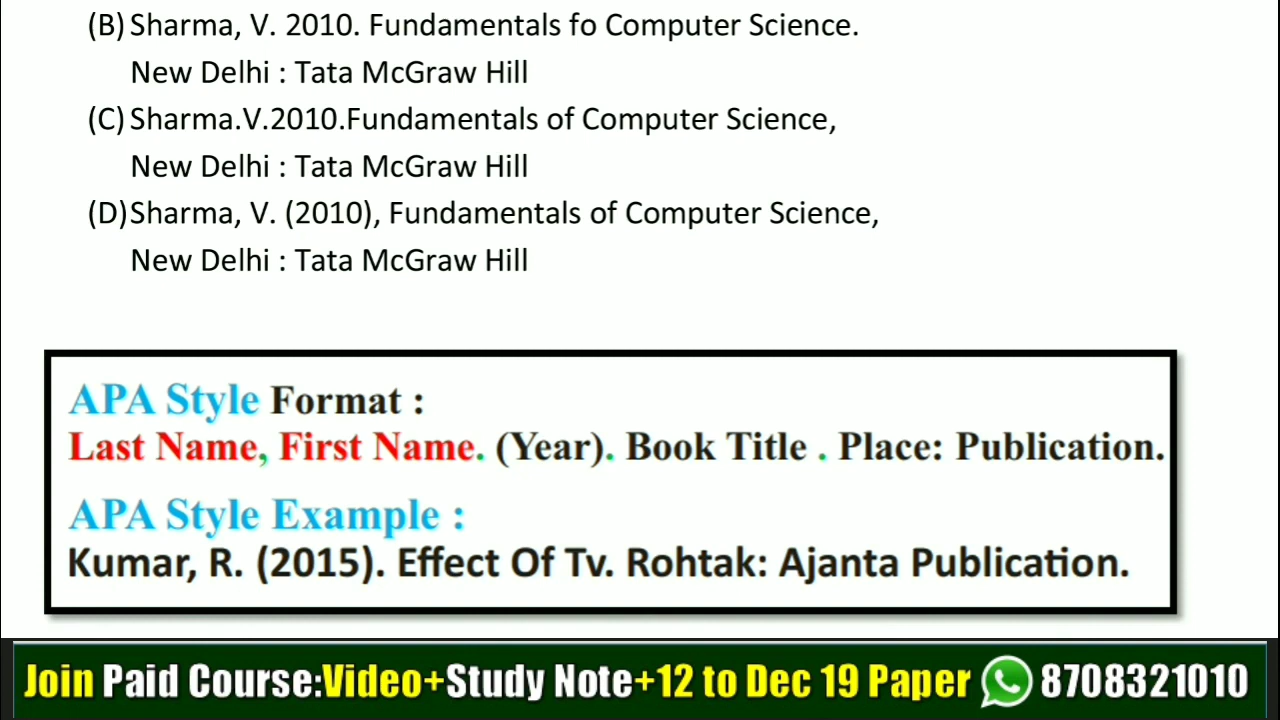 (B) Sharma, V. 2010. Fundamentals fo Computer Science.
New Delhi : Tata McGraw Hill
(C) Sharma.V.2010.Fundamentals of Computer Science,
New Delhi : Tata McGraw Hill
(D) Sharma, V. (2010), Fundamentals of Computer Science,
New Delhi : Tata McGraw Hill
APA Style Format :
Last Name, First Name. (Year). Book Title . Place: Publication.
APA Style Example :
Kumar, R. (2015). Effect Of Tv. Rohtak: Ajanta Publication.
Join Paid Course:Video+Study Note+12 to Dec 19 Paper 8708321010